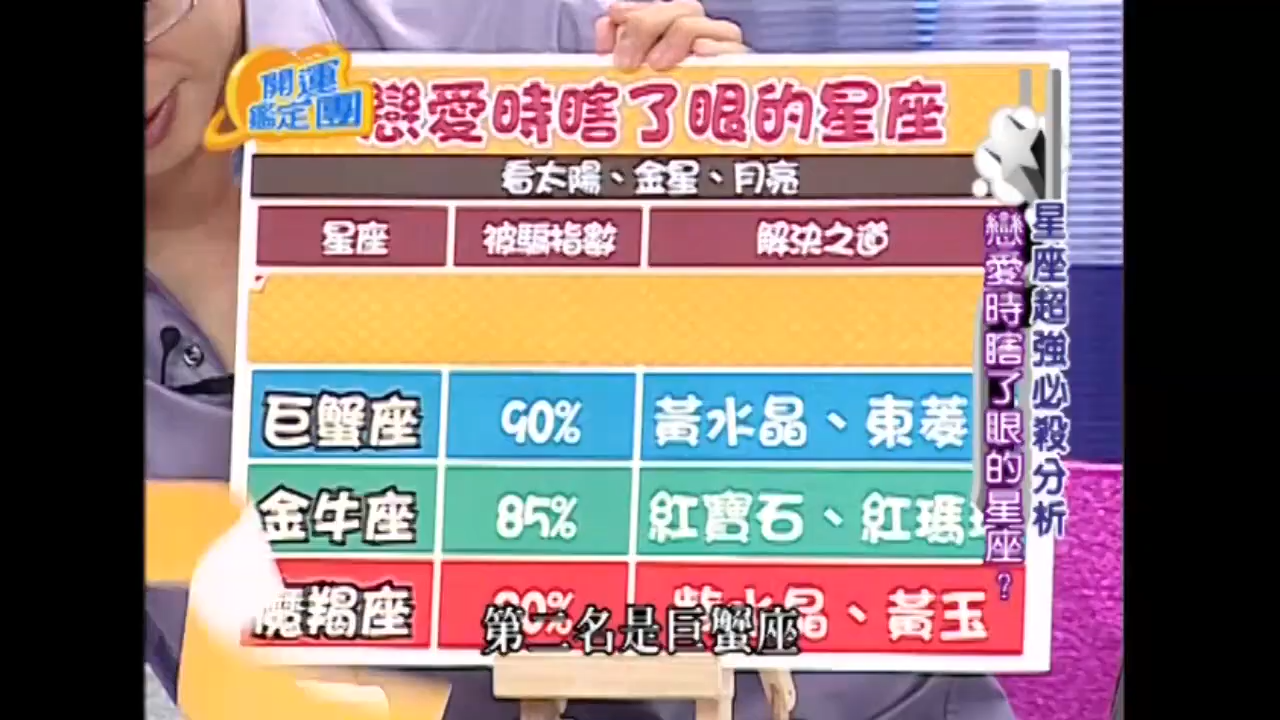 開運
鑑定團
戀愛時瞎了眼的星座
看太陽、金星、月亮
星座 被騙指數 解決之道
巨蟹座 90% 黃水晶、東菱
金牛座 85% 紅寶石、紅瑪
魔羯座 80% 紫水晶、黃玉
星座超強必殺分析
戀愛時瞎了眼的星座?
第二名是巨蟹座